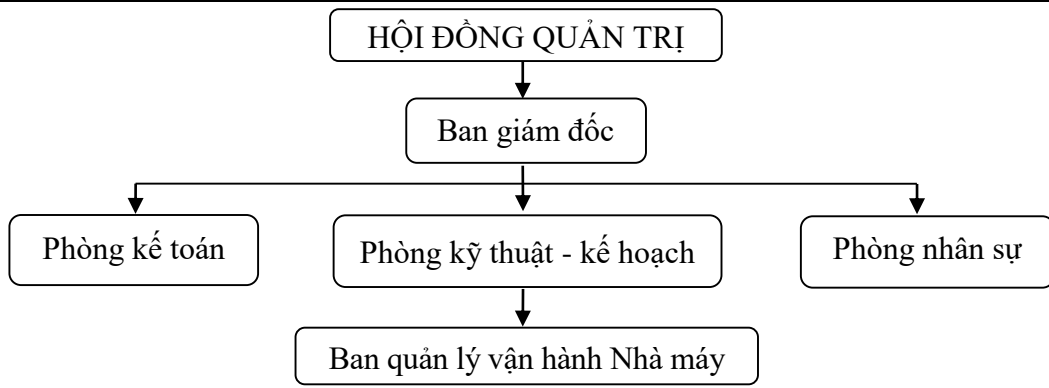 HỘI ĐỒNG QUẢN TRỊ
Ban giám đốc
Phòng kế toán
Phòng kỹ thuật - kế hoạch
Phòng nhân sự
Ban quản lý vận hành Nhà máy